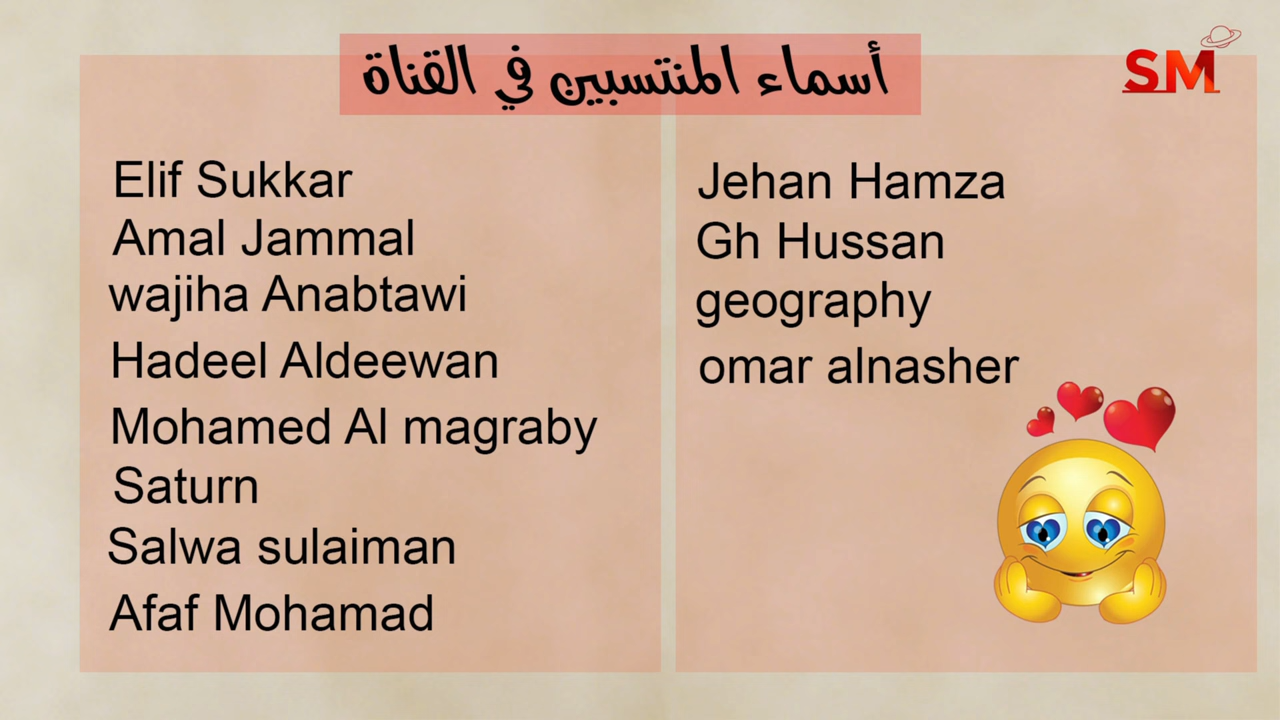 أسماء المنتسبين في القناة
SM
Elif Sukkar
Amal Jammal
wajiha Anabtawi
Hadeel Aldeewan
Mohamed Al magraby
Saturn
Salwa sulaiman
Afaf Mohamad
Jehan Hamza
Gh Hussan
geography
omar alnasher